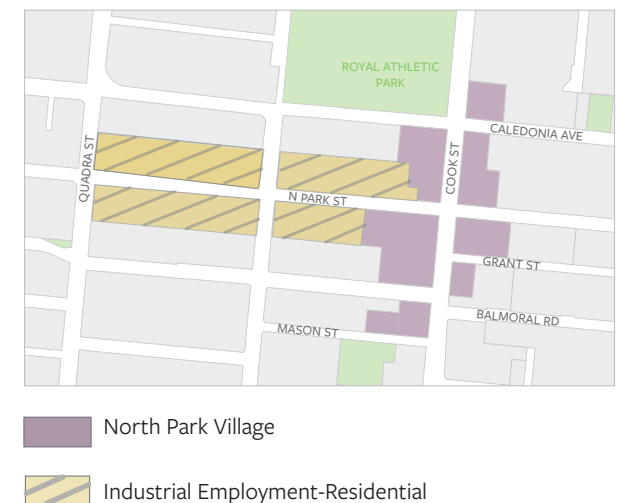 ROYAL ATHLETIC
PARK
CALEDONIA AVE
QUADRA ST
COOK ST
N PARK ST
GRANT ST
BALMORAL RD
MASON ST
North Park Village
Industrial Employment-Residential